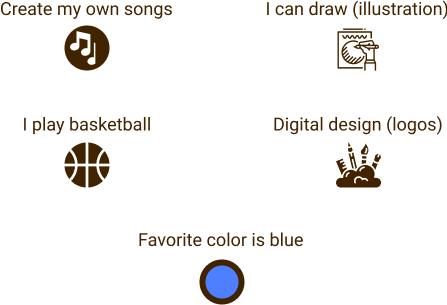 Create my own songs
I can draw (illustration)
I play basketball
Digital design (logos)
Favorite color is blue